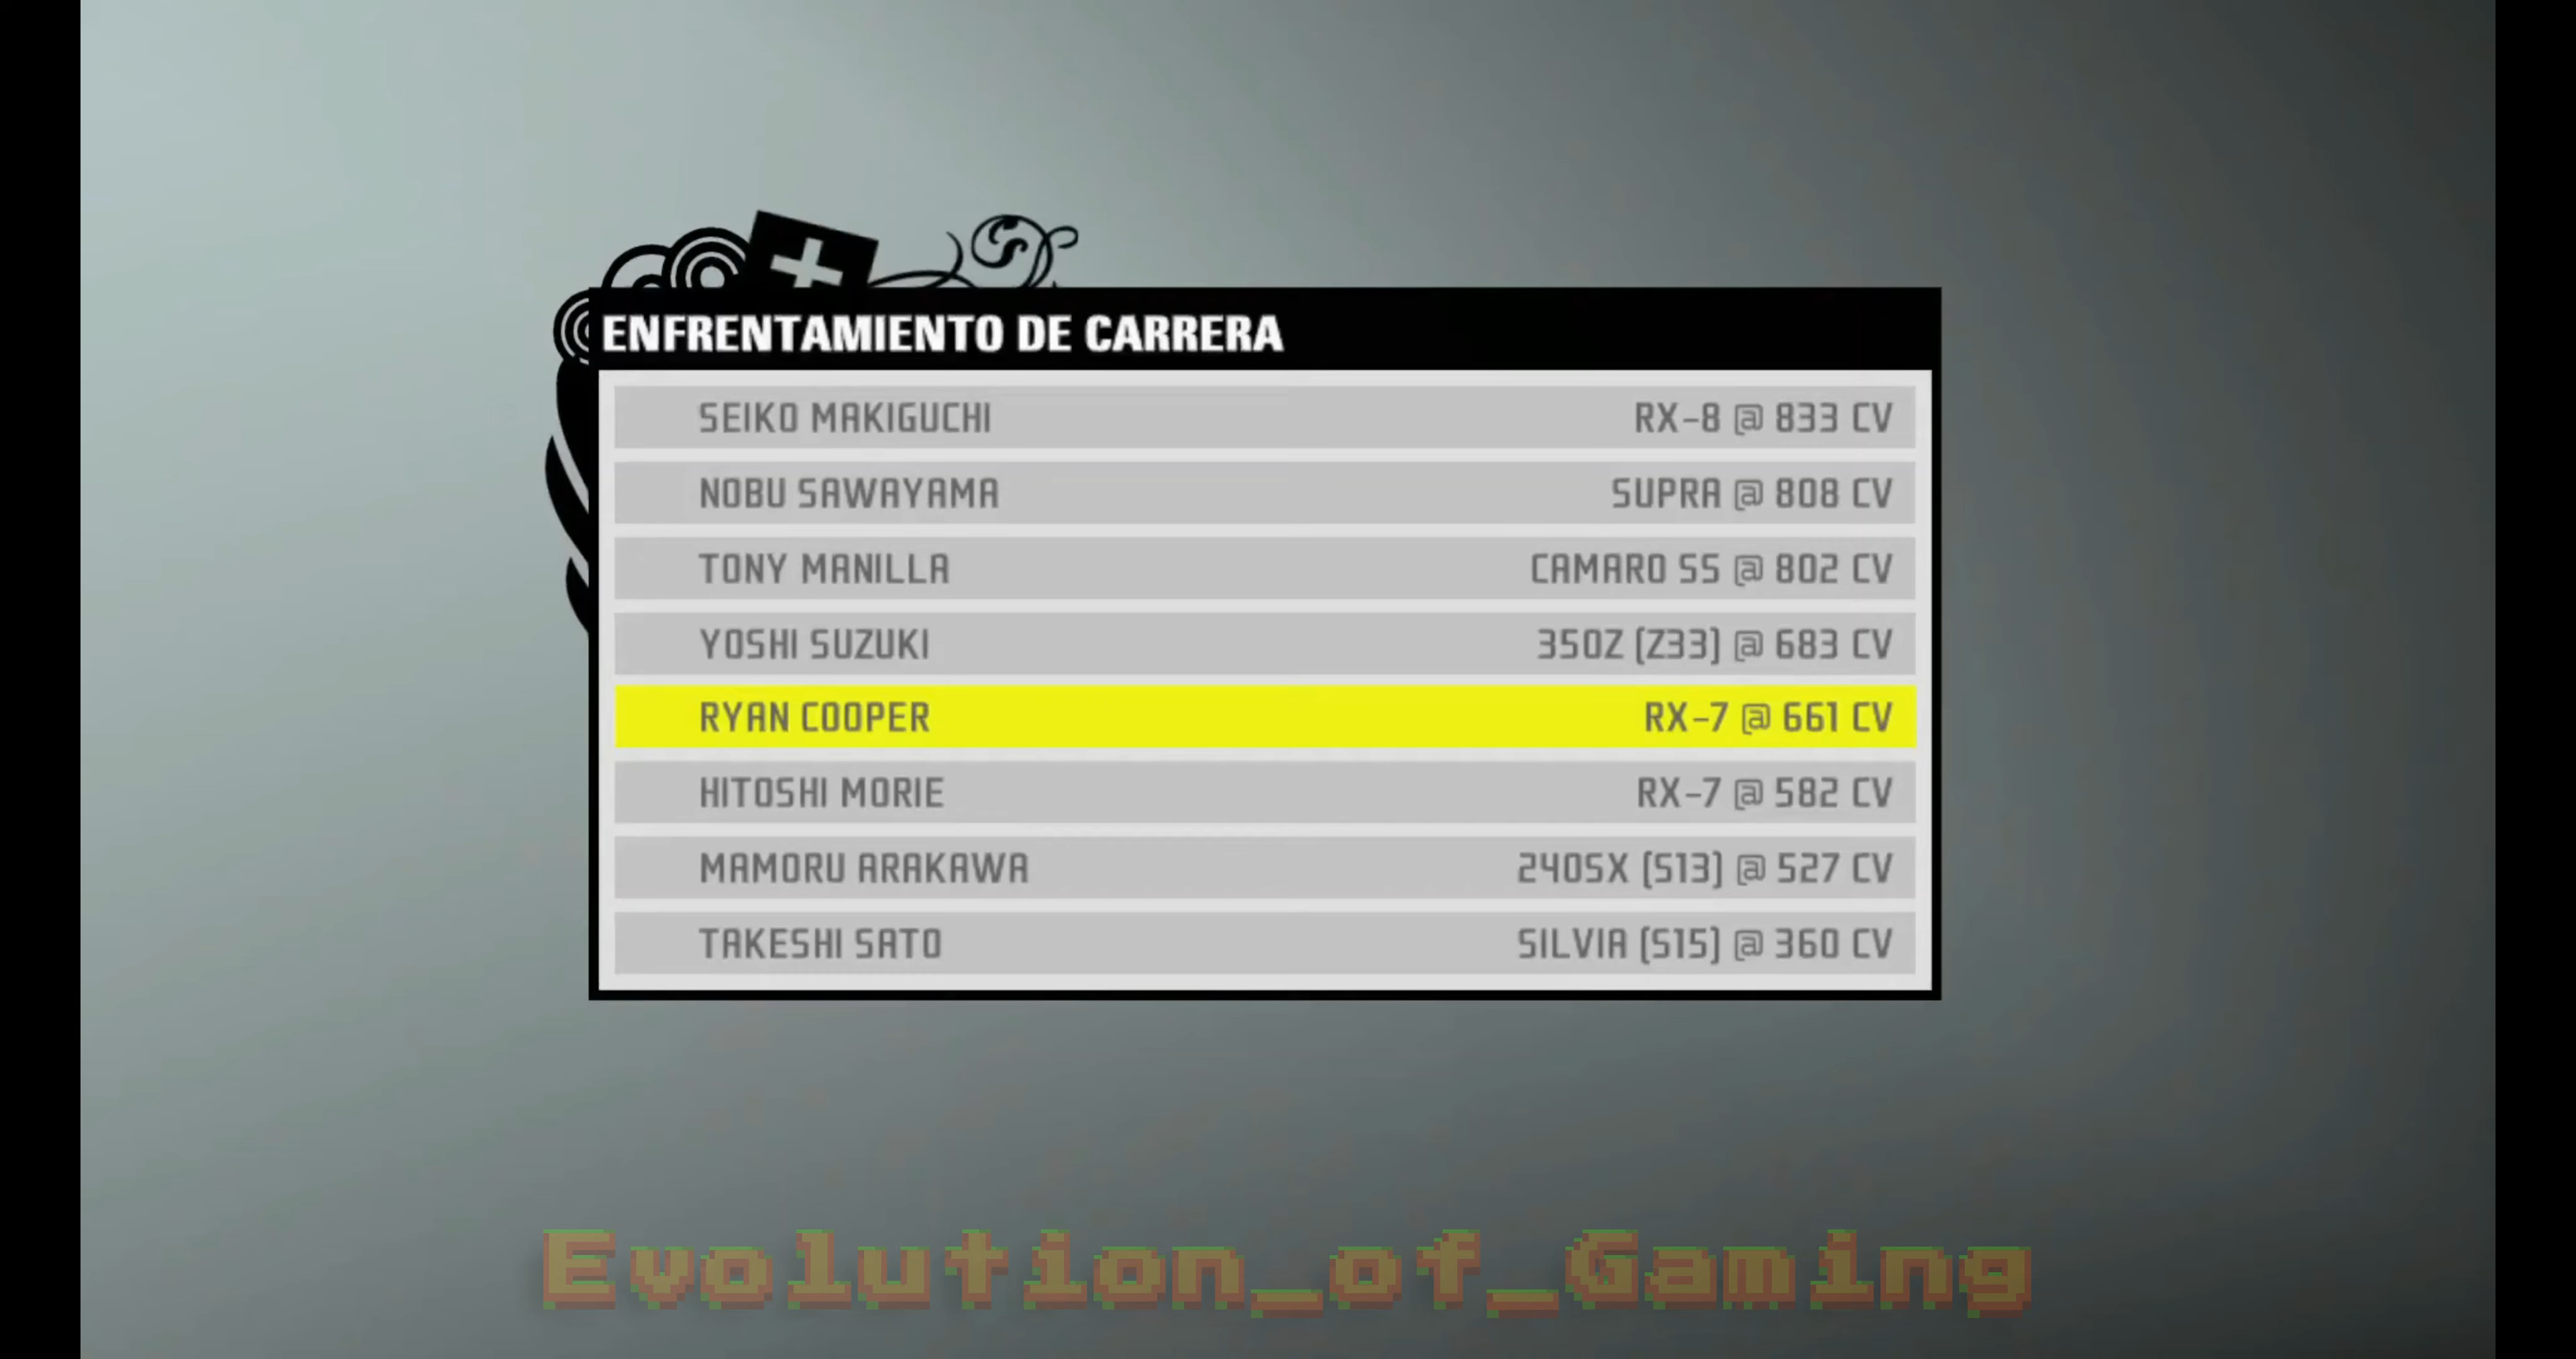 ENFRENTAMIENTO DE CARRERA
SEIKO MAKIGUCHI RX-8 @ 833 CV
NOBU SAWAYAMA SUPRA @ 808 CV
TONY MANILLA CAMARO SS @ 802 CV
YOSHI SUZUKI 350Z (Z33) @ 683 CV
RYAN COOPER RX-7 @ 661 CV
HITOSHI MORIE RX-7 @ 582 CV
MAMORU ARAKAWA 240SX (S13) @ 527 CV
TAKESHI SATO SILVIA (S15) @ 360 CV
Evolution_of_Gaming